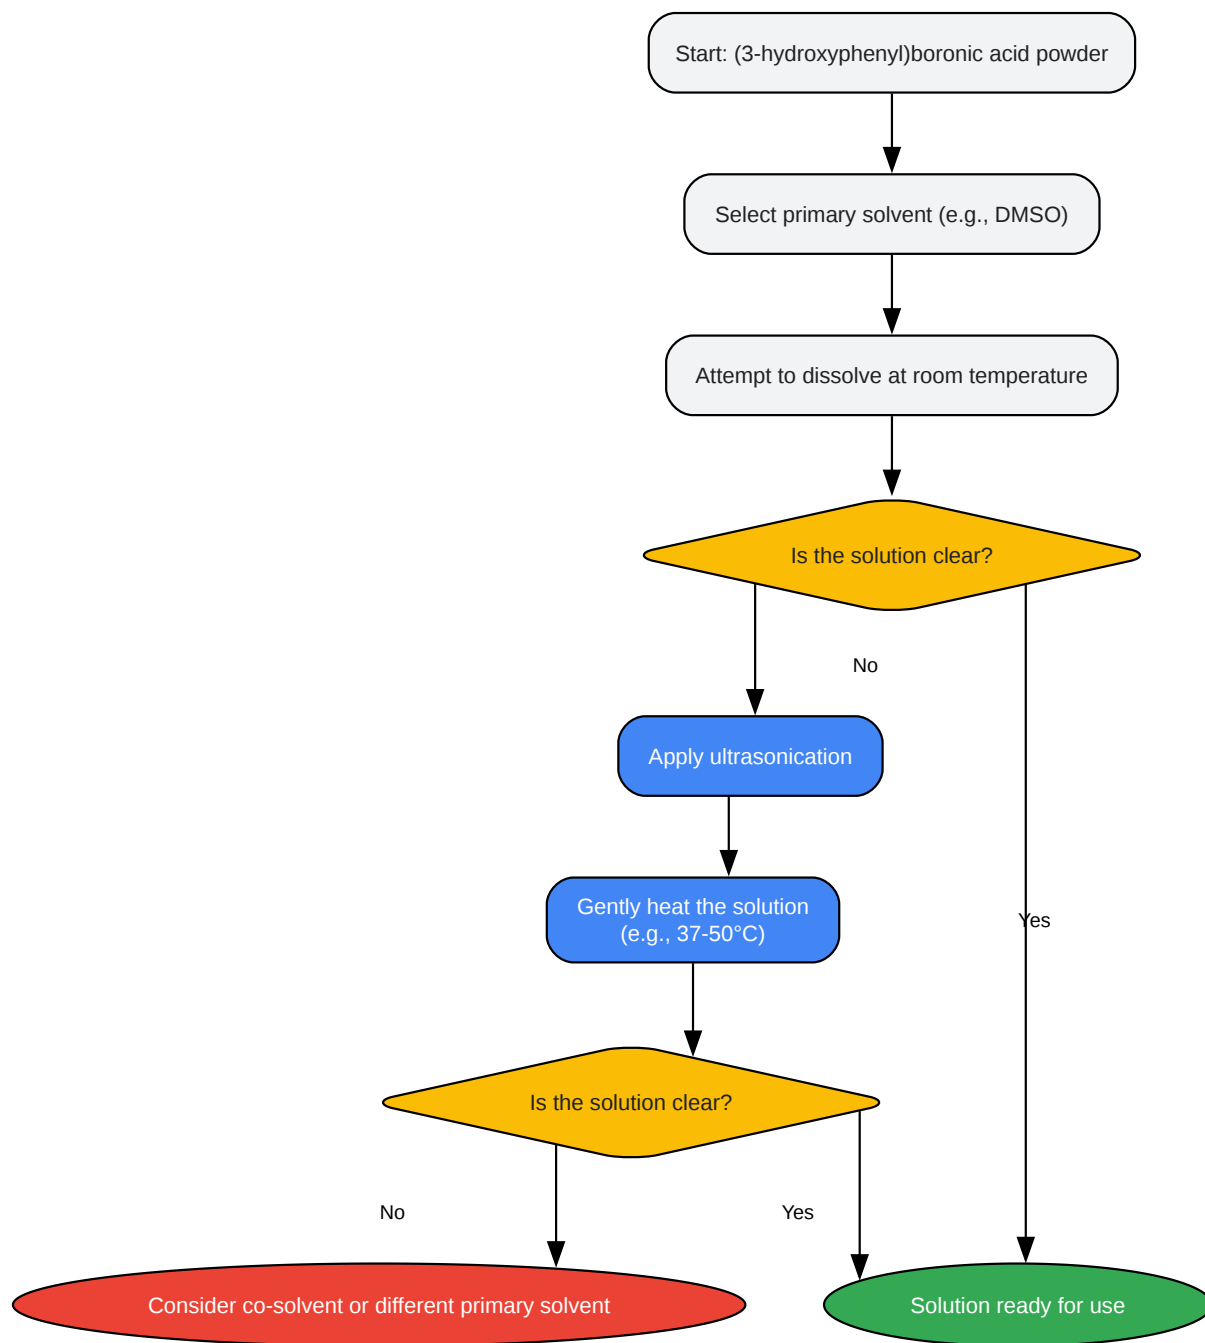 Start: (3-hydroxyphenyl)boronic acid powder
Select primary solvent (e.g., DMSO)
Attempt to dissolve at room temperature
Is the solution clear?
No
Apply ultrasonication
Gently heat the solution
(e.g., 37-50°C)
Yes
Is the solution clear?
No
Yes
Consider co-solvent or different primary solvent
Solution ready for use